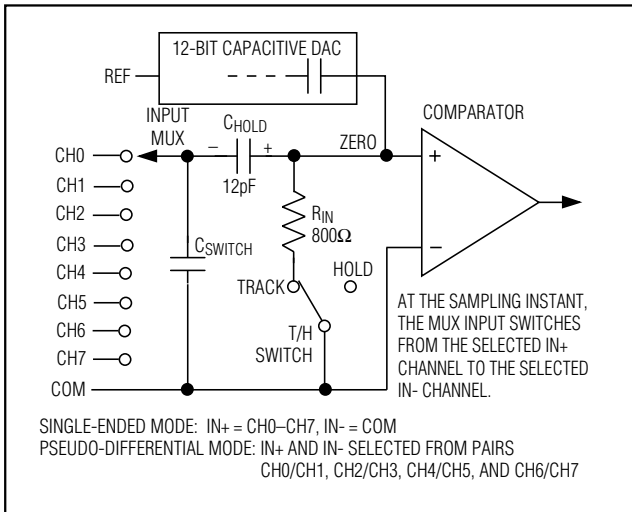 12-BIT CAPACITIVE DAC
REF
COMPARATOR
INPUT
MUX
CHOLD
ZERO
– +
12pF
+
–
CH0
CH1
CH2
CH3
CH4
CH5
CH6
CH7
COM
CSWITCH
RIN
800Ω
TRACK
HOLD
T/H
SWITCH
AT THE SAMPLING INSTANT,
THE MUX INPUT SWITCHES
FROM THE SELECTED IN+
CHANNEL TO THE SELECTED
IN- CHANNEL.
SINGLE-ENDED MODE: IN+ = CH0–CH7, IN- = COM
PSEUDO-DIFFERENTIAL MODE: IN+ AND IN- SELECTED FROM PAIRS
CH0/CH1, CH2/CH3, CH4/CH5, AND CH6/CH7